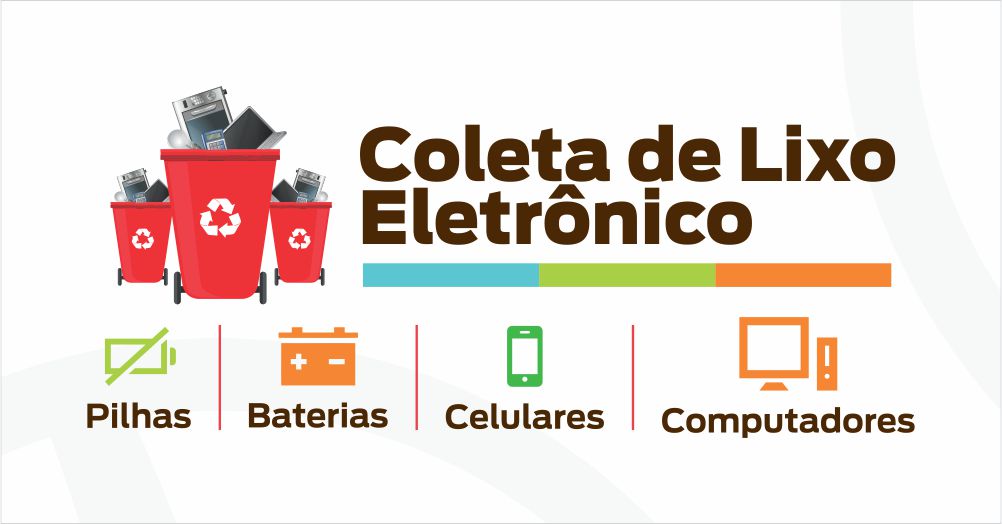 Coleta de Lixo
Eletrônico
Pilhas
Baterias
Celulares
Computadores